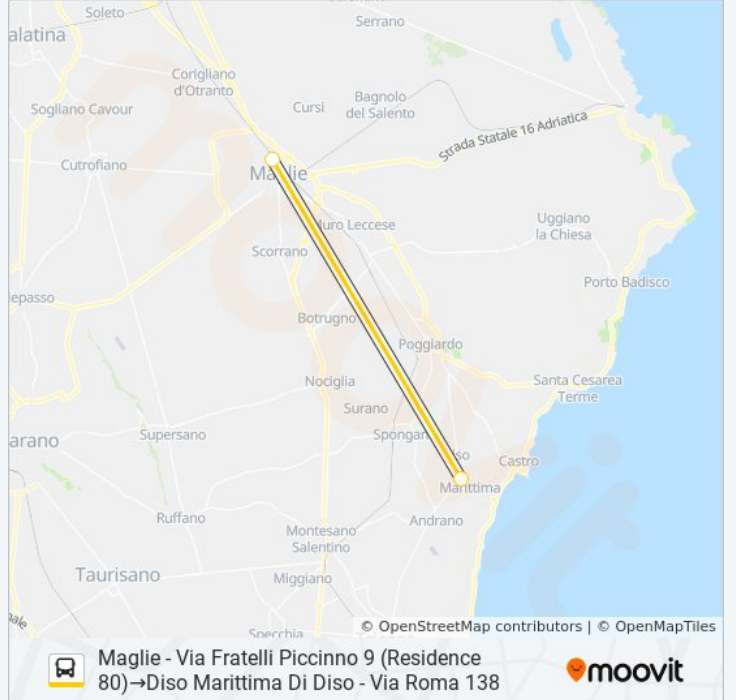 Soleto
Serrano
alatina
Corigliano
d'Otranto
Bagnolo
del Salento
Cursi
Sogliano Cavour
Strada Statale 16 Adriatica
Cutrofiano
Maglie
Muro Leccese
Uggiano
la Chiesa
Scorrano
Porto Badisco
epasso
Botrugno
Poggiardo
Nociglia
Santa Cesarea
Terme
Surano
arano
Supersano
Spongan
iso
Castro
Marittima
Ruffano
Andrano
Montesano
Salentino
Taurisano
Miggiano
nale
Specchia
© OpenStreetMap contributors | © OpenMapTiles
Maglie - Via Fratelli Piccinno 9 (Residence
80)→Diso Marittima Di Diso - Via Roma 138
moovit